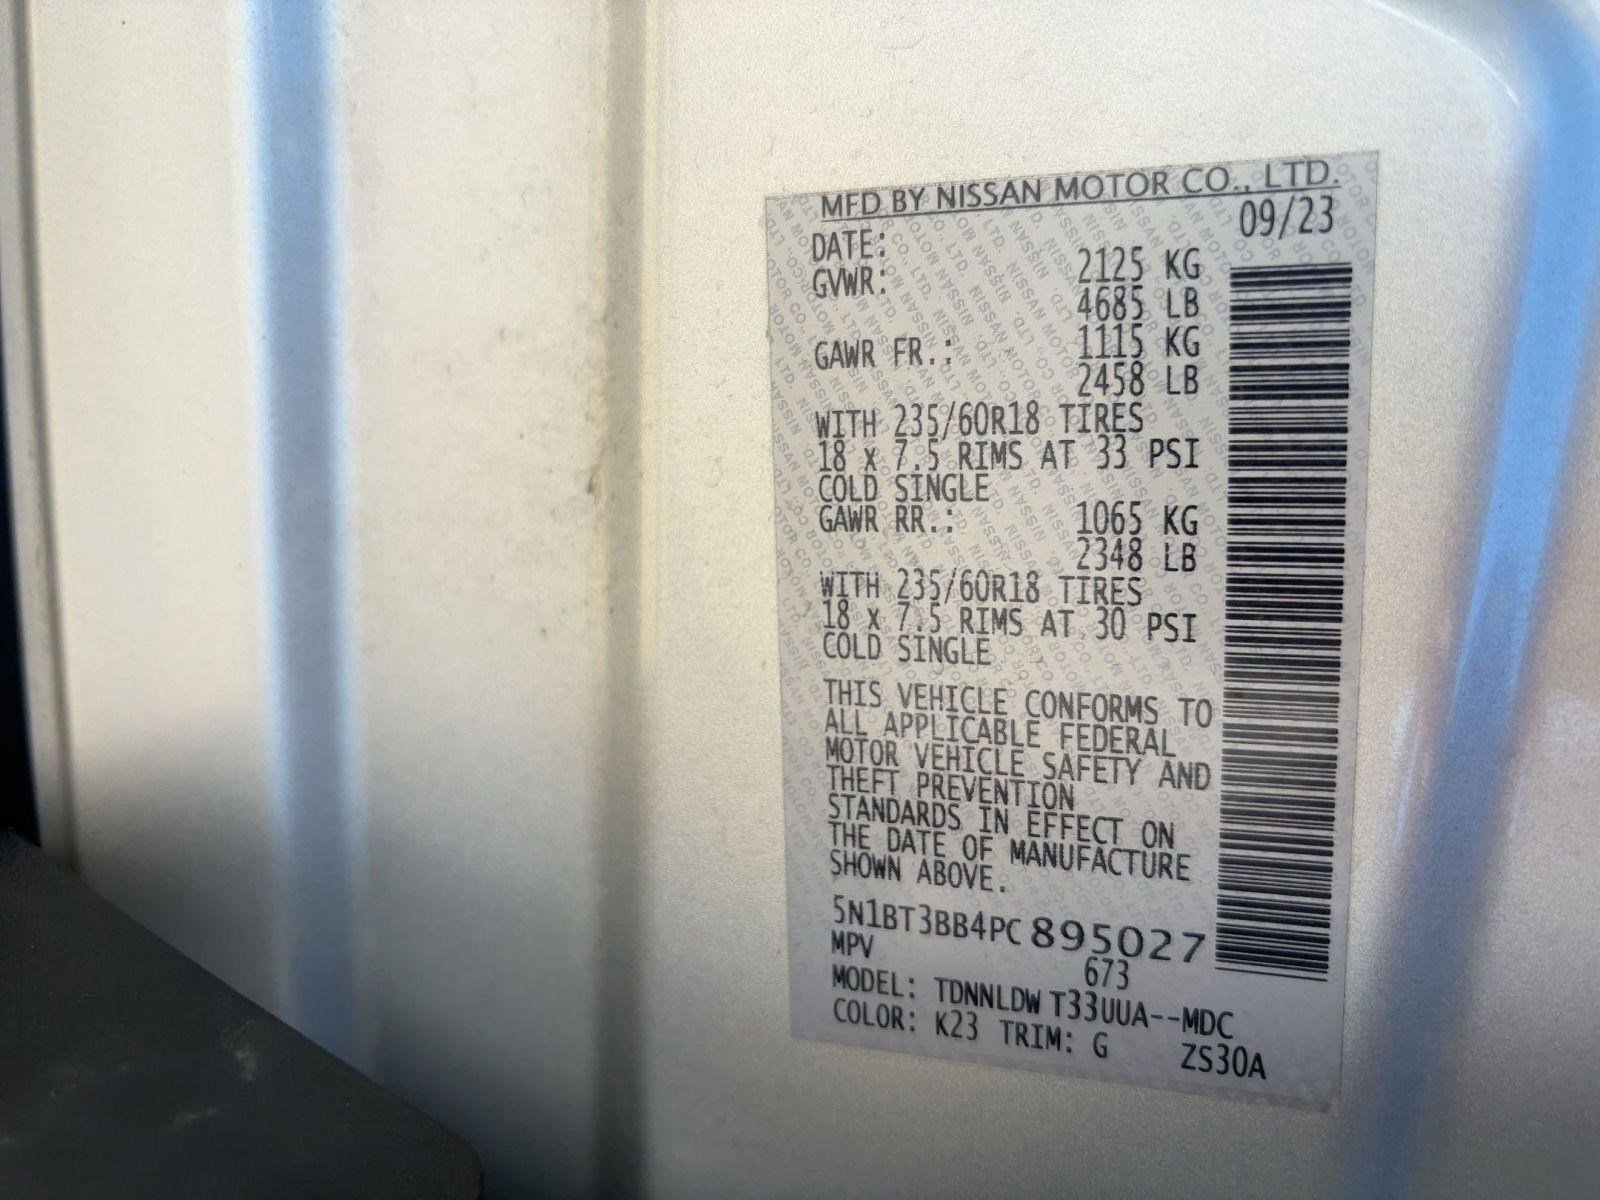 MFD BY NISSAN MOTOR CO., LTD.
DATE: 09/23
GVWR: 2125 KG
4685 LB
GAWR FR.: 1115 KG
2458 LB
WITH 235/60R18 TIRES
18 x 7.5 RIMS AT 33 PSI
COLD SINGLE
GAWR RR.: 1065 KG
2348 LB
WITH 235/60R18 TIRES
18 x 7.5 RIMS AT 30 PSI
COLD SINGLE
THIS VEHICLE CONFORMS TO
ALL APPLICABLE FEDERAL
MOTOR VEHICLE SAFETY AND
THEFT PREVENTION
STANDARDS IN EFFECT ON
THE DATE OF MANUFACTURE
SHOWN ABOVE.
5N1BT3BB4PC895027
MPV 673
MODEL: TDNNLDW T33UUA--MDC
COLOR: K23 TRIM: G ZS30A